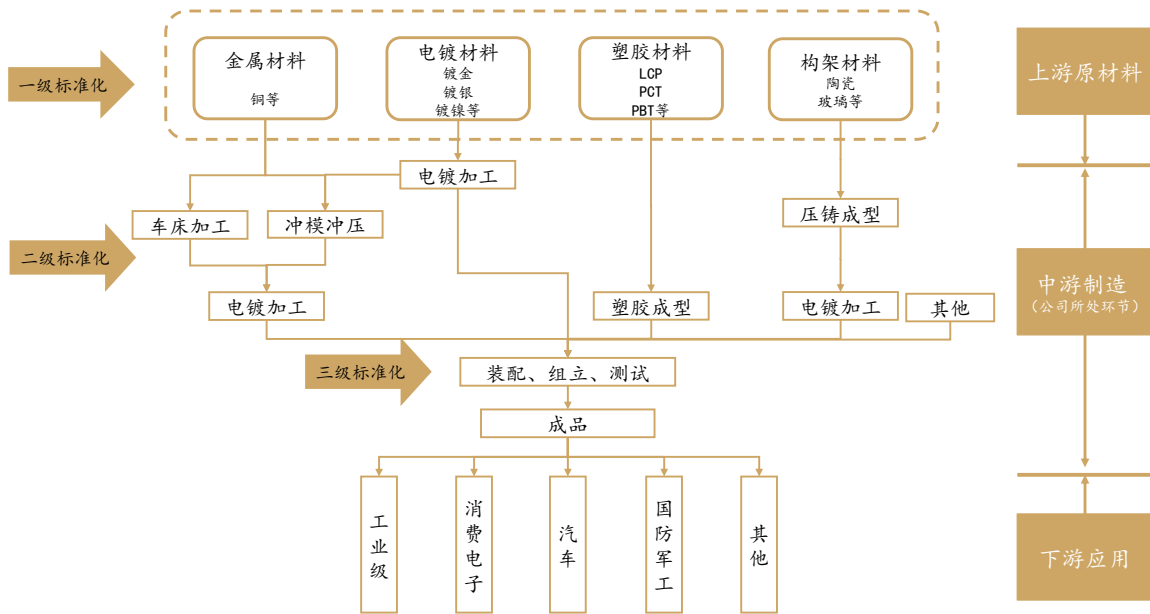 金属材料
铜等
电镀材料
镀金
镀银
镀镍等
塑胶材料
LCP
PCT
PBT等
构架材料
陶瓷
玻璃等
上游原材料
一级标准化
电镀加工
车床加工
冲模冲压
压铸成型
二级标准化
中游制造
（公司所处环节）
电镀加工
塑胶成型
电镀加工
其他
三级标准化
装配、组立、测试
成品
工业级
消费电子
汽车
国防军工
其他
下游应用